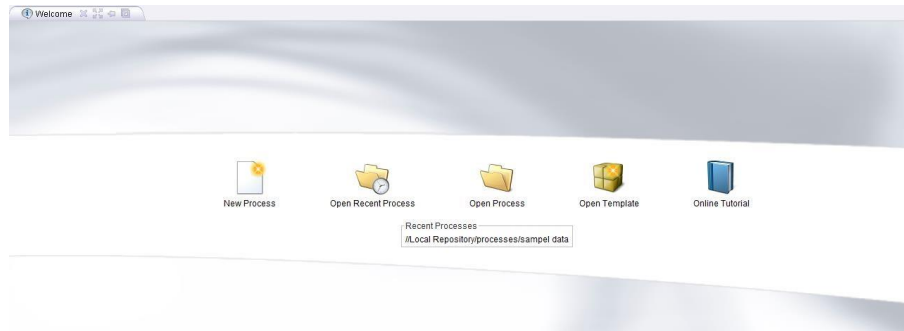 Welcome
New Process
Open Recent Process
Open Process
Open Template
Online Tutorial
Recent Processes
//Local Repository/processes/sampel data